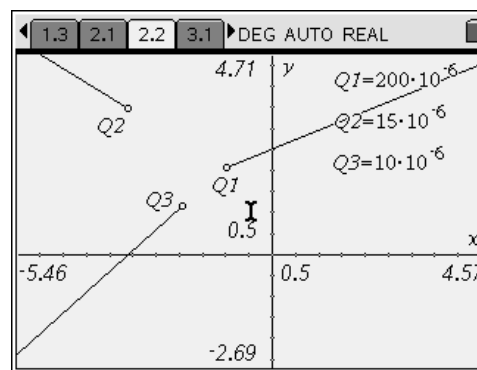 1.3 2.1 2.2 3.1 DEG AUTO REAL
4.71 y
Q1=200·10⁻⁶
Q2
Q2=15·10⁻⁶
Q3=10·10⁻⁶
Q1
Q3
0.5
x
-5.46 0.5 4.57
-2.69